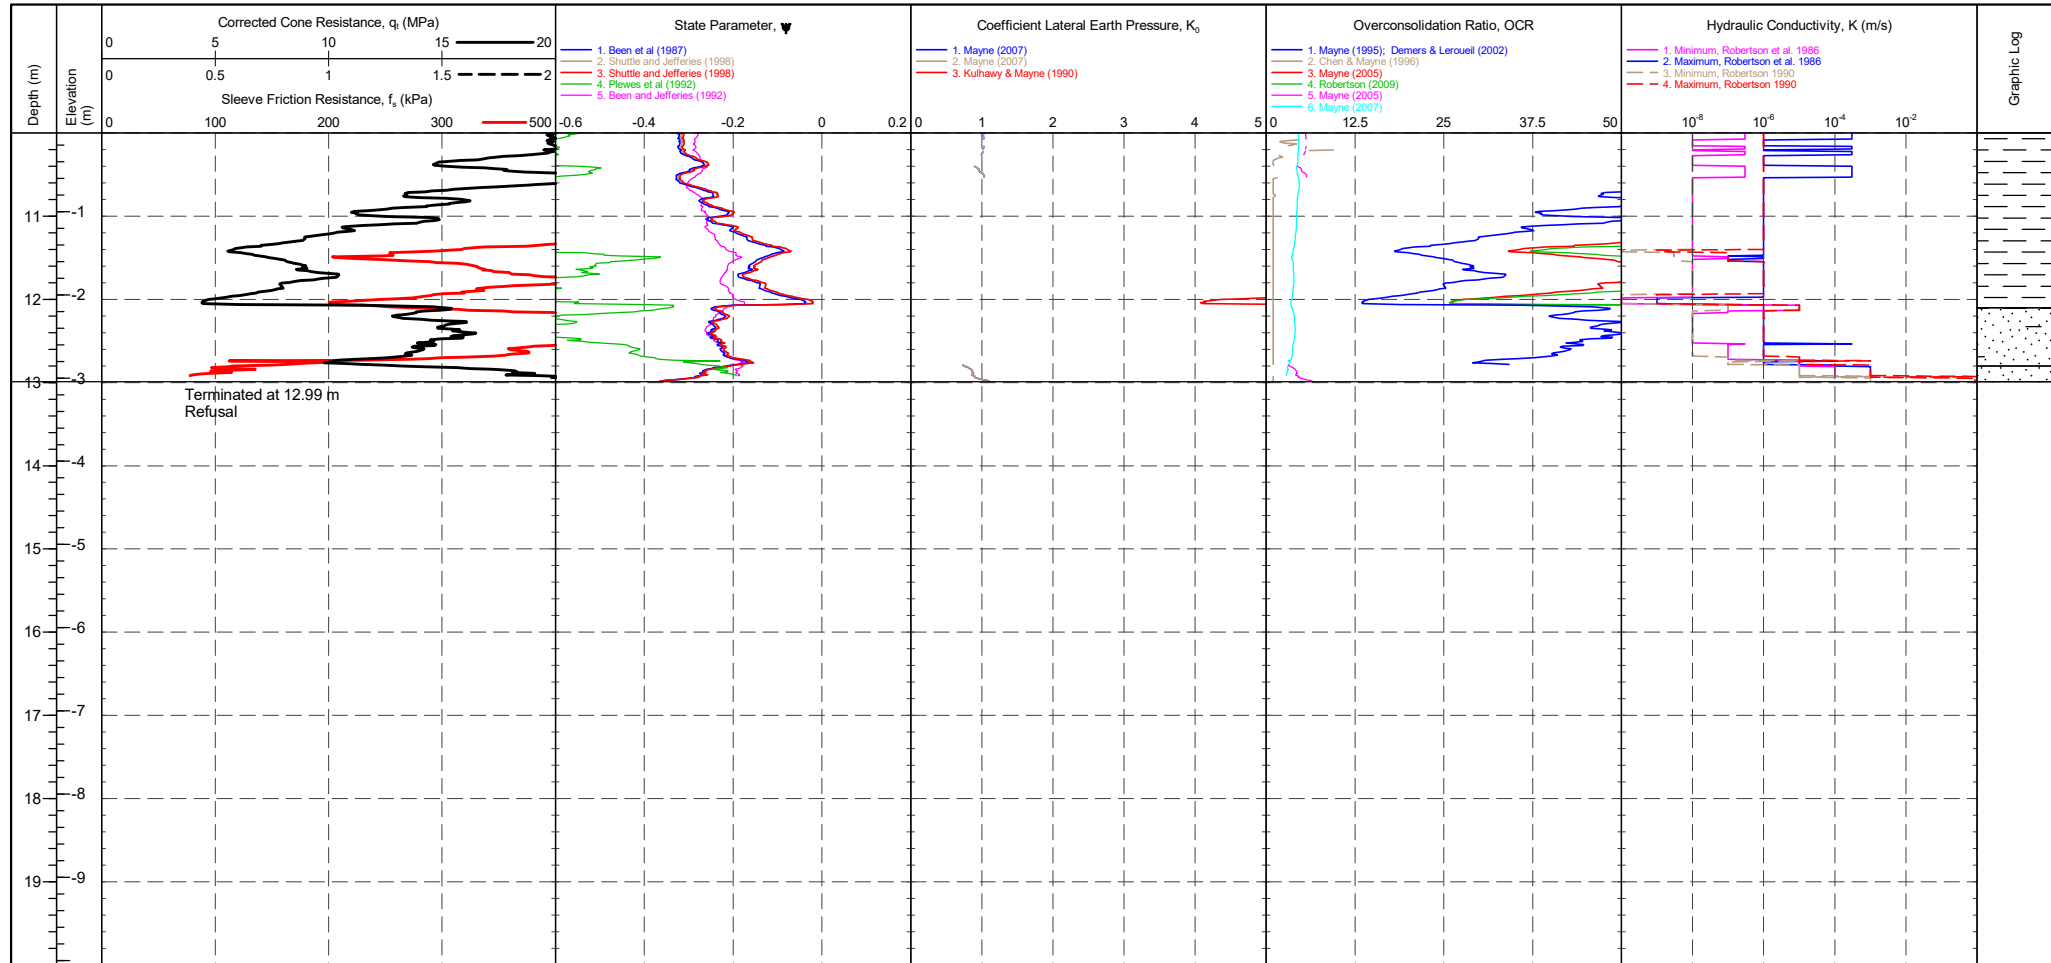 Depth (m)
Elevation (m)
Corrected Cone Resistance, qt (MPa)
0 5 10 15 20
0 0.5 1 1.5 2
Sleeve Friction Resistance, fs (kPa)
0 100 200 300 500
State Parameter, ψ
1. Been et al (1987)
2. Shuttle and Jefferies (1998)
3. Shuttle and Jefferies (1998)
4. Plewes et al (1992)
5. Been and Jefferies (1992)
-0.6 -0.4 -0.2 0 0.2
Coefficient Lateral Earth Pressure, K0
1. Mayne (2007)
2. Mayne (2007)
3. Kulhawy & Mayne (1990)
0 1 2 3 4 5
Overconsolidation Ratio, OCR
1. Mayne (1995); Demers & Leroueil (2002)
2. Chen & Mayne (1996)
3. Mayne (2005)
4. Robertson (2009)
5. Mayne (2005)
6. Mayne (2007)
0 12.5 25 37.5 50
Hydraulic Conductivity, K (m/s)
1. Minimum, Robertson et al. 1986
2. Maximum, Robertson et al. 1986
3. Minimum, Robertson 1990
4. Maximum, Robertson 1990
10-8 10-6 10-4 10-2
Graphic Log
11 -1
12 -2
13 -3
Terminated at 12.99 m
Refusal
14 -4
15 -5
16 -6
17 -7
18 -8
19 -9